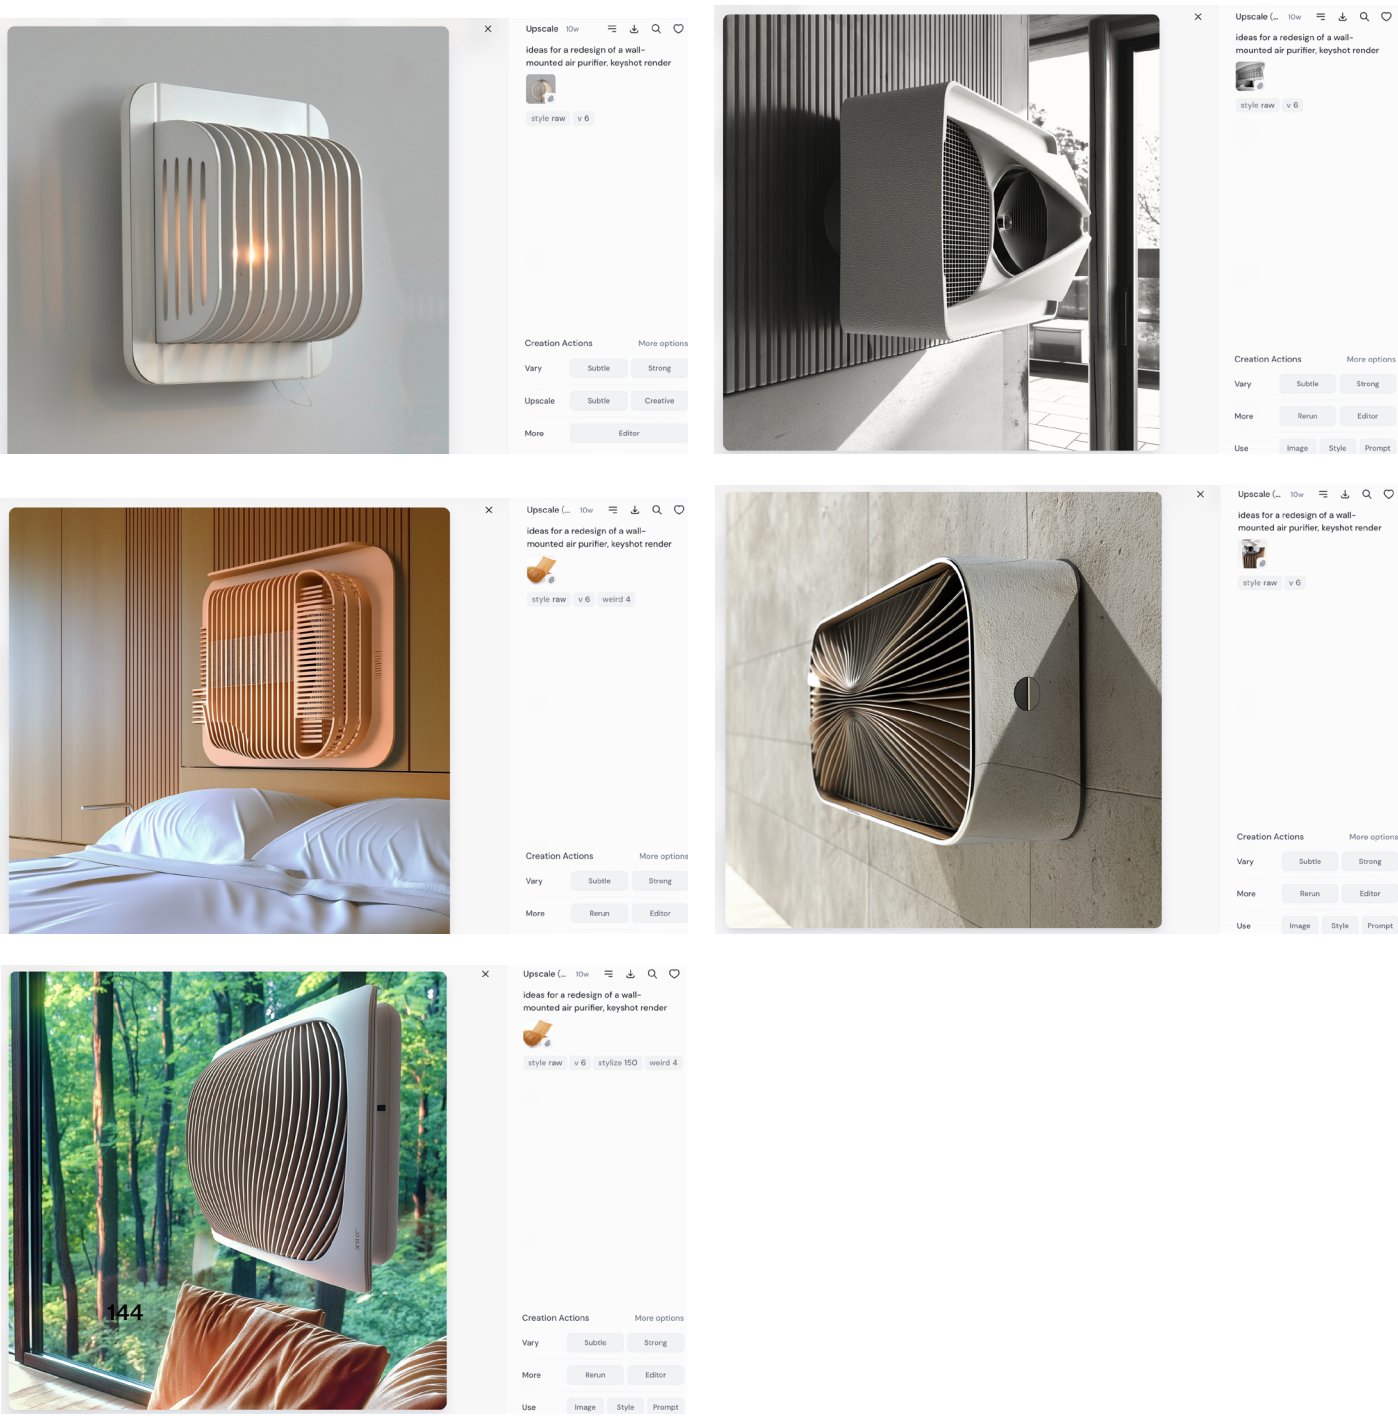 Upscale 10w
ideas for a redesign of a wall-
mounted air purifier, keyshot render
style raw v 6
Creation Actions More options
Vary Subtle Strong
Upscale Subtle Creative
More Editor
Upscale (... 10w
ideas for a redesign of a wall-
mounted air purifier, keyshot render
style raw v 6
Creation Actions More options
Vary Subtle Strong
More Rerun Editor
Use Image Style Prompt
Upscale (... 10w
ideas for a redesign of a wall-
mounted air purifier, keyshot render
style raw v 6 weird 4
Creation Actions More options
Vary Subtle Strong
More Rerun Editor
Upscale (... 10w
ideas for a redesign of a wall-
mounted air purifier, keyshot render
style raw v 6
Creation Actions More options
Vary Subtle Strong
More Rerun Editor
Use Image Style Prompt
Upscale (... 10w
ideas for a redesign of a wall-
mounted air purifier, keyshot render
style raw v 6 stylize 150 weird 4
144
Creation Actions More options
Vary Subtle Strong
More Rerun Editor
Use Image Style Prompt